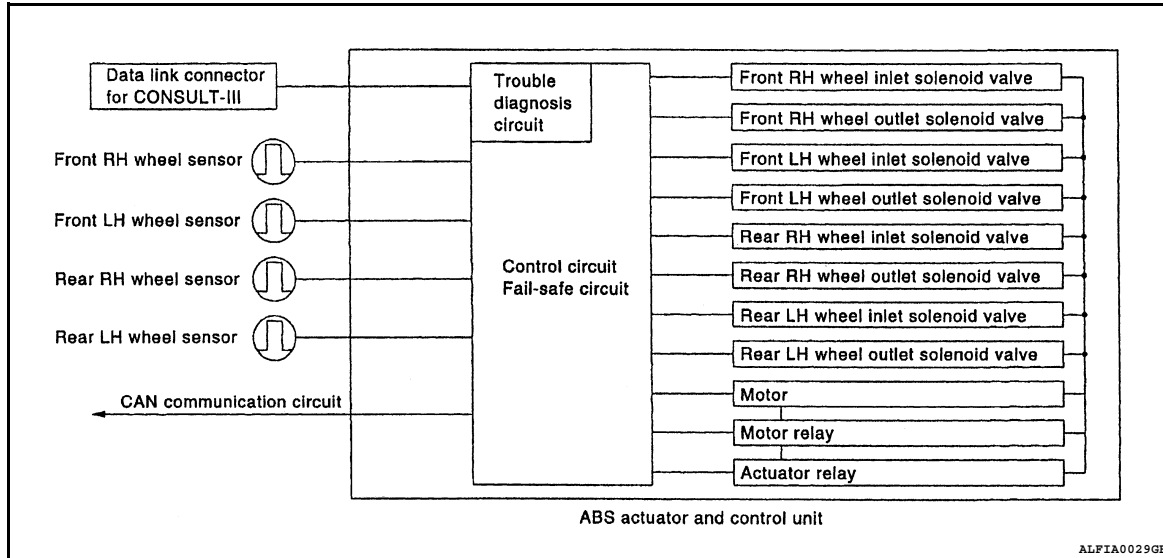 Data link connector
for CONSULT-III
Front RH wheel sensor
Front LH wheel sensor
Rear RH wheel sensor
Rear LH wheel sensor
CAN communication circuit
Trouble
diagnosis
circuit
Control circuit
Fail-safe circuit
Front RH wheel inlet solenoid valve
Front RH wheel outlet solenoid valve
Front LH wheel inlet solenoid valve
Front LH wheel outlet solenoid valve
Rear RH wheel inlet solenoid valve
Rear RH wheel outlet solenoid valve
Rear LH wheel inlet solenoid valve
Rear LH wheel outlet solenoid valve
Motor
Motor relay
Actuator relay
ABS actuator and control unit